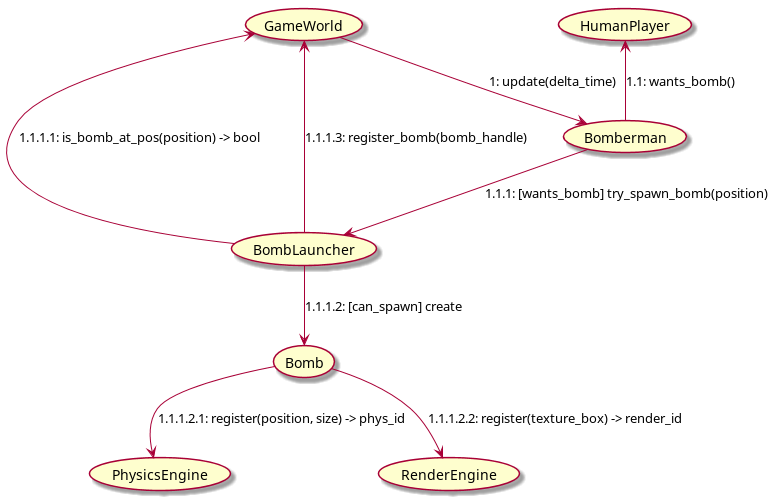 GameWorld
HumanPlayer
1: update(delta_time)
1.1: wants_bomb()
1.1.1.1: is_bomb_at_pos(position) -> bool
1.1.1.3: register_bomb(bomb_handle)
Bomberman
1.1.1: [wants_bomb] try_spawn_bomb(position)
BombLauncher
1.1.1.2: [can_spawn] create
Bomb
1.1.1.2.1: register(position, size) -> phys_id
1.1.1.2.2: register(texture_box) -> render_id
PhysicsEngine
RenderEngine